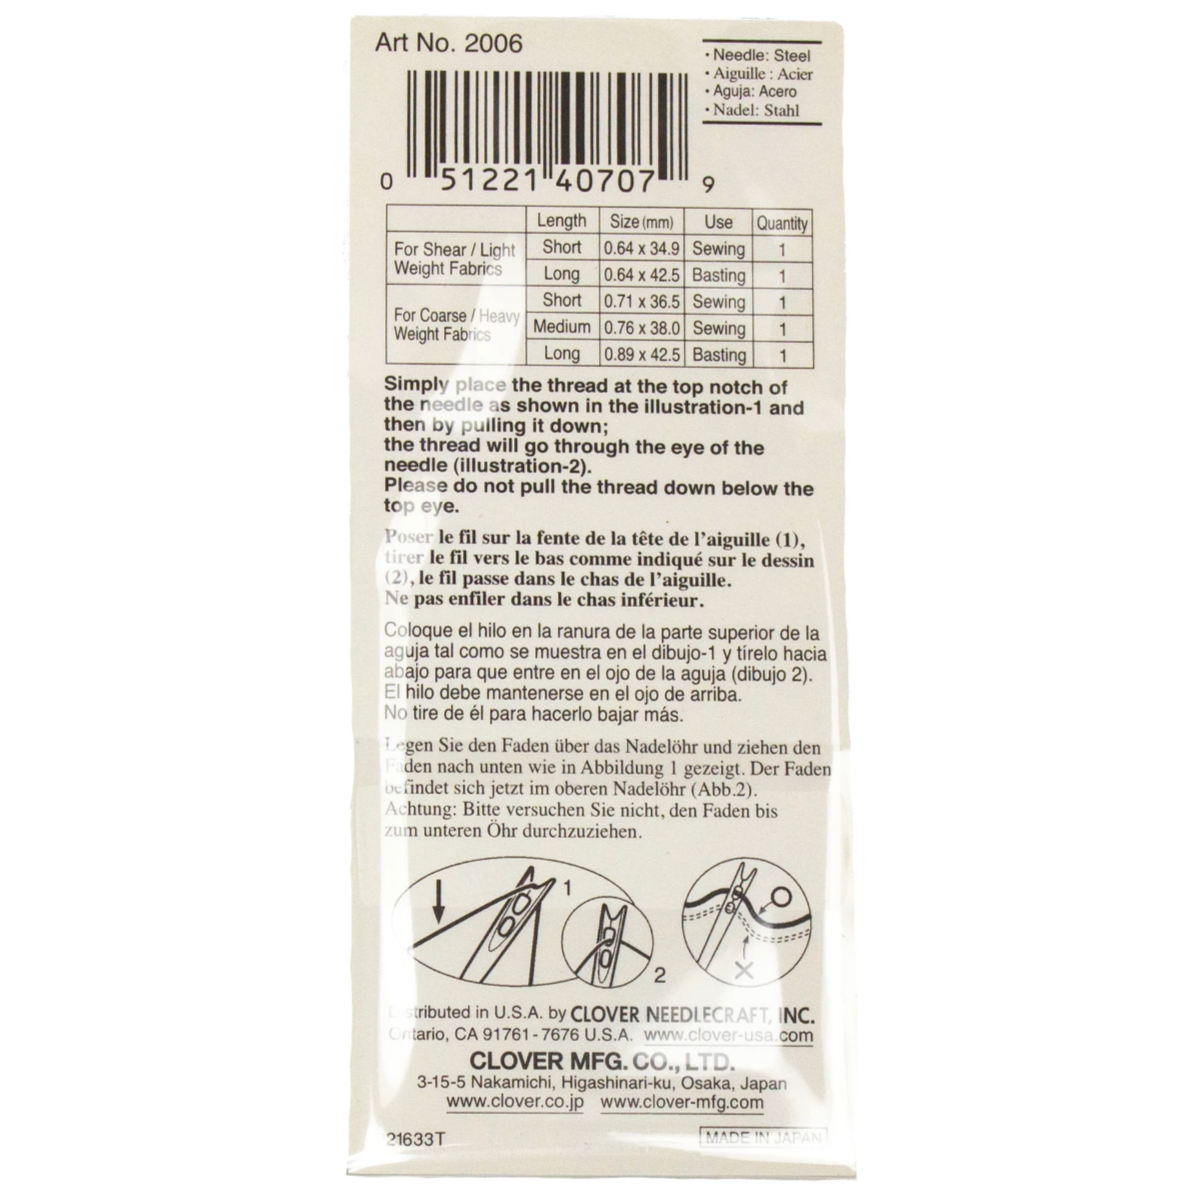 Art No. 2006
· Needle: Steel
· Aiguille : Acier
· Aguja: Acero
· Nadel: Stahl
0 51221 40707 9
Length Size (mm) Use Quantity
For Shear / Light Weight Fabrics
Short 0.64 x 34.9 Sewing 1
Long 0.64 x 42.5 Basting 1
For Coarse / Heavy Weight Fabrics
Short 0.71 x 36.5 Sewing 1
Medium 0.76 x 38.0 Sewing 1
Long 0.89 x 42.5 Basting 1
Simply place the thread at the top notch of
the needle as shown in the illustration-1 and
then by pulling it down;
the thread will go through the eye of the
needle (illustration-2).
Please do not pull the thread down below the
top eye.
Poser le fil sur la fente de la tête de l'aiguille (1),
tirer le fil vers le bas comme indiqué sur le dessin
(2), le fil passe dans le chas de l'aiguille.
Ne pas enfiler dans le chas inférieur.
Coloque el hilo en la ranura de la parte superior de la
aguja tal como se muestra en el dibujo-1 y tírelo hacia
abajo para que entre en el ojo de la aguja (dibujo 2).
El hilo debe mantenerse en el ojo de arriba.
No tire de él para hacerlo bajar más.
Legen Sie den Faden über das Nadelöhr und ziehen den
Faden nach unten wie in Abbildung 1 gezeigt. Der Faden
befindet sich jetzt im oberen Nadelöhr (Abb.2).
Achtung: Bitte versuchen Sie nicht, den Faden bis
zum unteren Öhr durchzuziehen.
1
2
Distributed in U.S.A. by CLOVER NEEDLECRAFT, INC.
Ontario, CA 91761-7676 U.S.A. www.clover-usa.com
CLOVER MFG. CO., LTD.
3-15-5 Nakamichi, Higashinari-ku, Osaka, Japan
www.clover.co.jp www.clover-mfg.com
21633T
MADE IN JAPAN